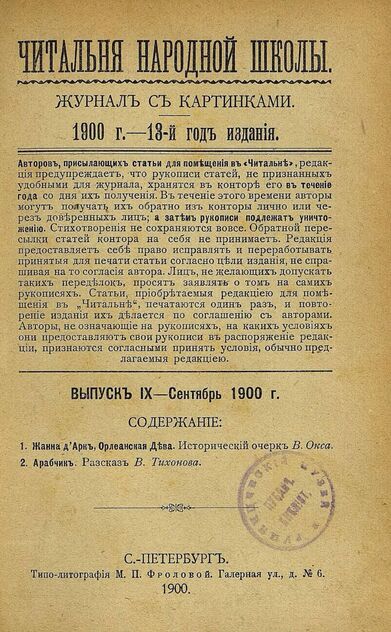 ЧИТАЛЬНЯ НАРОДНОЙ ШКОЛЫ.
ЖУРНАЛЪ СЪ КАРТИНКАМИ.
1900 г.—13-й годъ изданія.
Авторовъ, присылающихъ статьи для помѣщенія въ «Читальнѣ», редак-
ція предупреждаетъ, что рукописи статей, не признанныхъ
удобными для журнала, хранятся въ конторѣ его въ теченіе
года со дня ихъ полученія. Въ теченіе этого времени авторы
могутъ получать ихъ обратно изъ конторы лично или че-
резъ довѣренныхъ лицъ; а затѣмъ рукописи подлежатъ уничто-
женію. Стихотворенія не сохраняются вовсе. Обратной пере-
сылки статей контора на себя не принимаетъ. Редакція
предоставляетъ себѣ право исправлять и переработывать
принятыя для печати статьи согласно цѣли изданія, не спра-
шивая на то согласія автора. Лицъ, не желающихъ допускать
такихъ передѣлокъ, просятъ заявлять о томъ на самихъ
рукописяхъ. Статьи, пріобрѣтаемыя редакціею для помѣ-
щенія въ „Читальнѣ“, печатаются одинъ разъ, и повто-
реніе изданія ихъ дѣлается по соглашенію съ авторами.
Авторы, не означающіе на рукописяхъ, на какихъ условіяхъ
они предоставляютъ свои рукописи въ распоряженіе редак-
ціи, признаются согласными принять условія, обычно пред-
лагаемыя редакціею.
ВЫПУСКЪ IX—Сентябрь 1900 г.
СОДЕРЖАНІЕ:
1. Жанна д'Аркъ, Орлеанская Дѣва. Историческій очеркъ В. Окса.
2. Арабчикъ. Разсказъ В. Тихонова.
С.-ПЕТЕРБУРГЪ.
Типо-литографія М. П. Фроловой. Галерная ул., д. № 6.
1900.